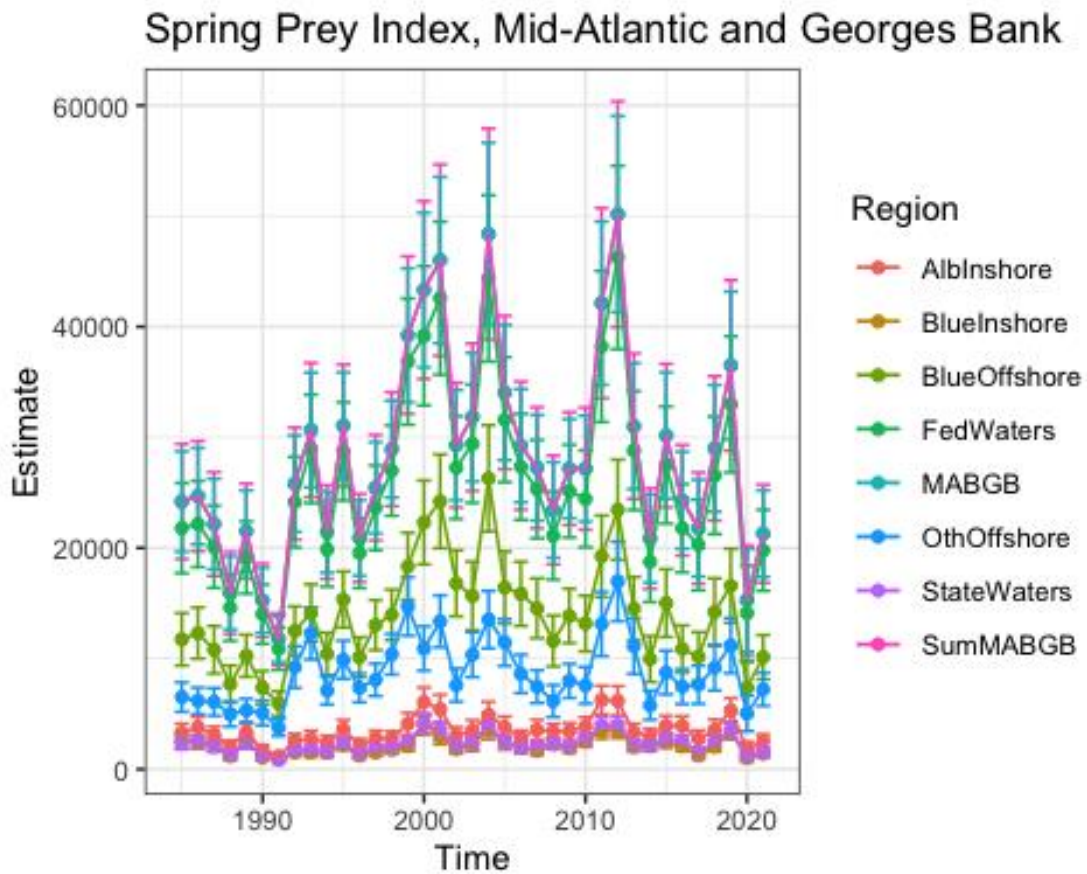 Spring Prey Index, Mid-Atlantic and Georges Bank
60000
40000
20000
0
Estimate
1990
2000
2010
2020
Time
Region
AlbInshore
BlueInshore
BlueOffshore
FedWaters
MABGB
OthOffshore
StateWaters
SumMABGB